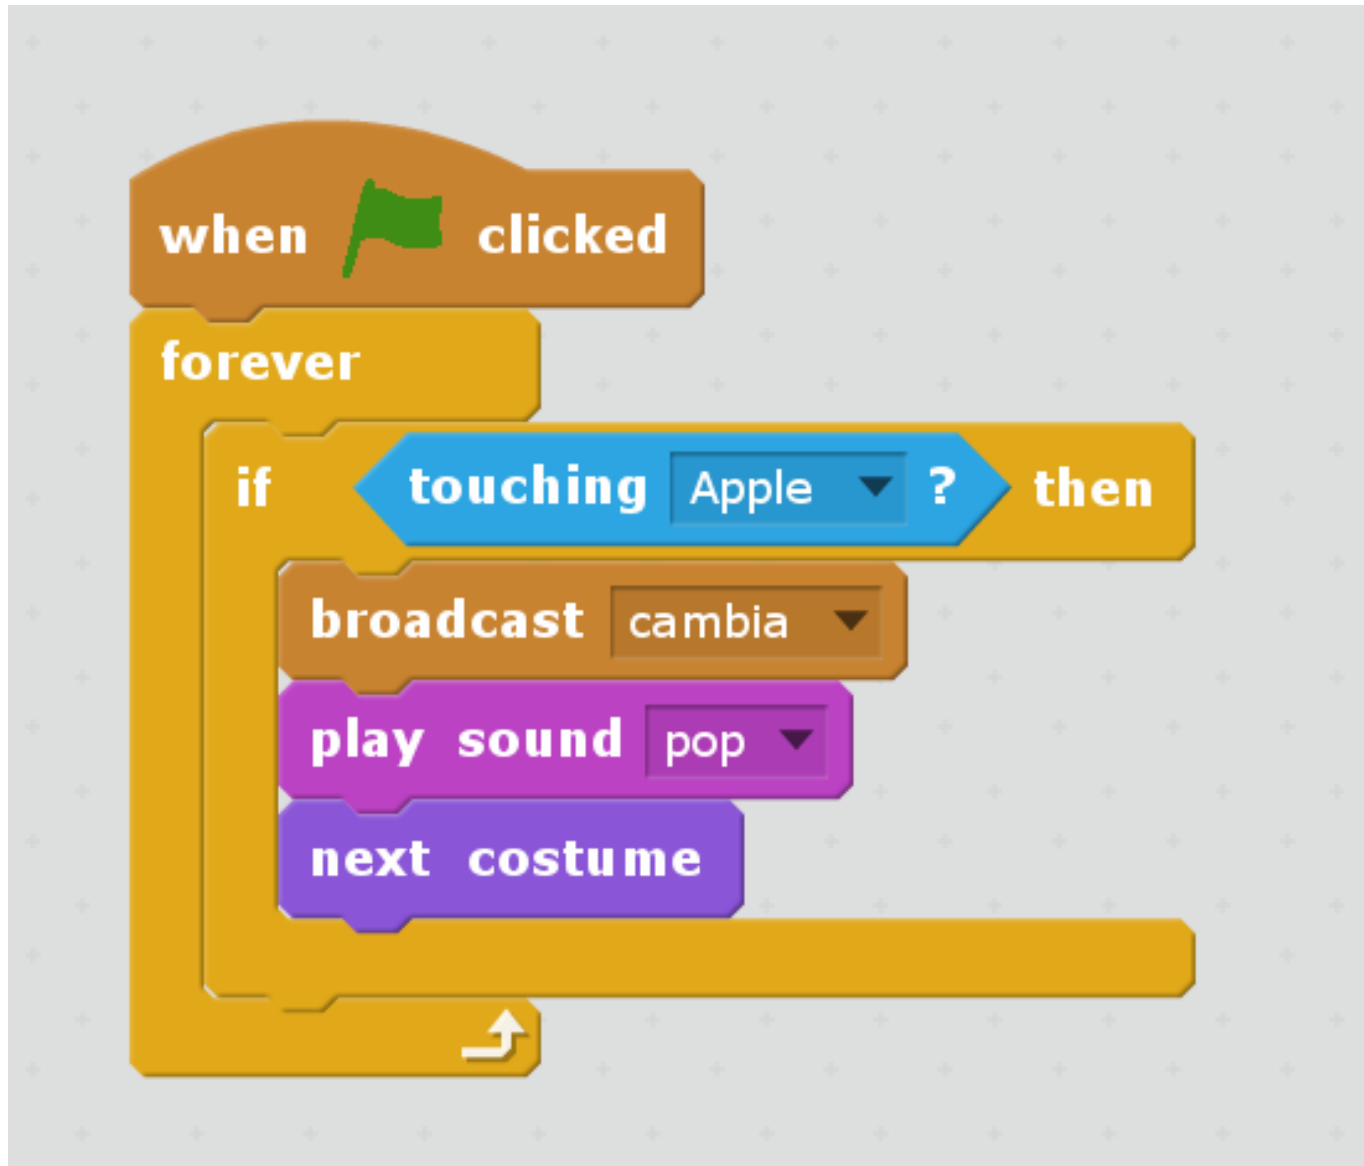 when clicked
forever
if touching Apple ? then
broadcast cambia
play sound pop
next costume